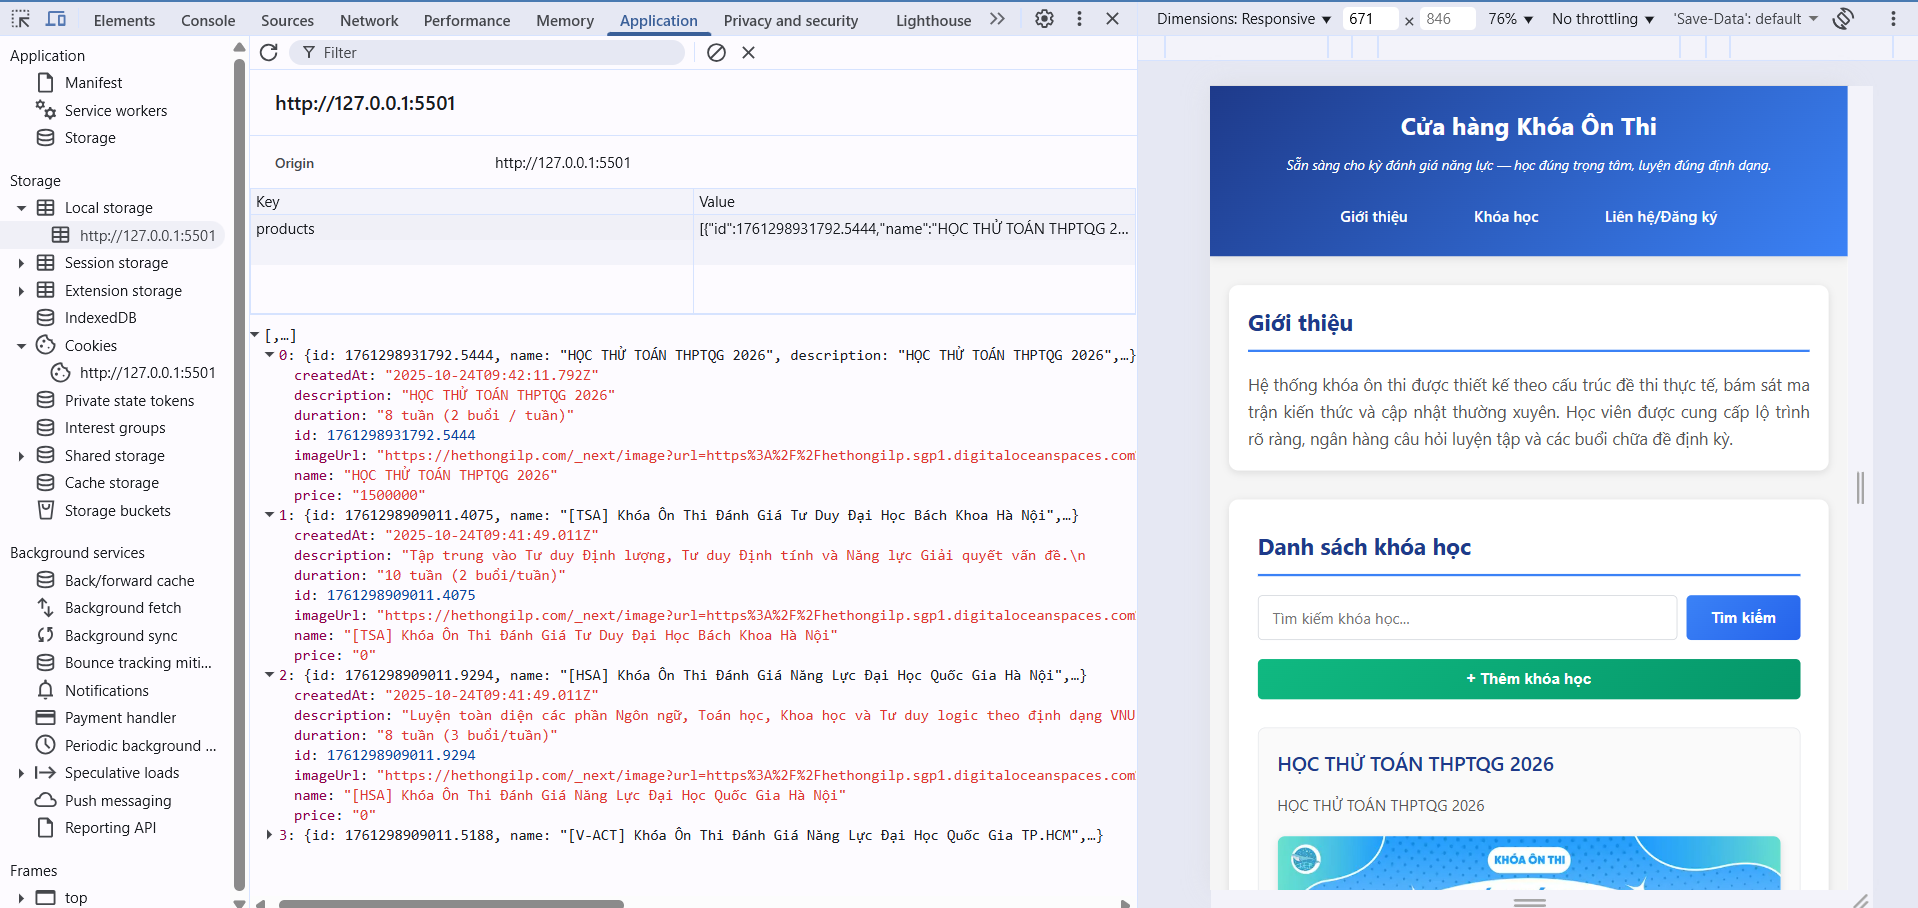 Elements Console Sources Network Performance Memory Application Privacy and security Lighthouse
Dimensions: Responsive 671 × 846 76% No throttling 'Save-Data': default
Application
Manifest
Service workers
Storage
Storage
Local storage
http://127.0.0.1:5501
Session storage
Extension storage
IndexedDB
Cookies
http://127.0.0.1:5501
Private state tokens
Interest groups
Shared storage
Cache storage
Storage buckets
Background services
Back/forward cache
Background fetch
Background sync
Bounce tracking miti...
Notifications
Payment handler
Periodic background ...
Speculative loads
Push messaging
Reporting API
Frames
top
Filter
http://127.0.0.1:5501
Origin http://127.0.0.1:5501
Key Value
products [{"id":1761298931792.5444,"name":"HỌC THỬ TOÁN THPTQG 2...
[,…]
0: {id: 1761298931792.5444, name: "HỌC THỬ TOÁN THPTQG 2026", description: "HỌC THỬ TOÁN THPTQG 2026",…}
createdAt: "2025-10-24T09:42:11.792Z"
description: "HỌC THỬ TOÁN THPTQG 2026"
duration: "8 tuần (2 buổi / tuần)"
id: 1761298931792.5444
imageUrl: "https://hethongilp.com/_next/image?url=https%3A%2F%2Fhethongilp.sgp1.digitaloceanspaces.com
name: "HỌC THỬ TOÁN THPTQG 2026"
price: "1500000"
1: {id: 1761298909011.4075, name: "[TSA] Khóa Ôn Thi Đánh Giá Tư Duy Đại Học Bách Khoa Hà Nội",…}
createdAt: "2025-10-24T09:41:49.011Z"
description: "Tập trung vào Tư duy Định lượng, Tư duy Định tính và Năng lực Giải quyết vấn đề.\n
duration: "10 tuần (2 buổi/tuần)"
id: 1761298909011.4075
imageUrl: "https://hethongilp.com/_next/image?url=https%3A%2F%2Fhethongilp.sgp1.digitaloceanspaces.com
name: "[TSA] Khóa Ôn Thi Đánh Giá Tư Duy Đại Học Bách Khoa Hà Nội"
price: "0"
2: {id: 1761298909011.9294, name: "[HSA] Khóa Ôn Thi Đánh Giá Năng Lực Đại Học Quốc Gia Hà Nội",…}
createdAt: "2025-10-24T09:41:49.011Z"
description: "Luyện toàn diện các phần Ngôn ngữ, Toán học, Khoa học và Tư duy logic theo định dạng VNU
duration: "8 tuần (3 buổi/tuần)"
id: 1761298909011.9294
imageUrl: "https://hethongilp.com/_next/image?url=https%3A%2F%2Fhethongilp.sgp1.digitaloceanspaces.com
name: "[HSA] Khóa Ôn Thi Đánh Giá Năng Lực Đại Học Quốc Gia Hà Nội"
price: "0"
3: {id: 1761298909011.5188, name: "[V-ACT] Khóa Ôn Thi Đánh Giá Năng Lực Đại Học Quốc Gia TP.HCM",…}
Cửa hàng Khóa Ôn Thi
Sẵn sàng cho kỳ đánh giá năng lực — học đúng trọng tâm, luyện đúng định dạng.
Giới thiệu Khóa học Liên hệ/Đăng ký
Giới thiệu
Hệ thống khóa ôn thi được thiết kế theo cấu trúc đề thi thực tế, bám sát ma
trận kiến thức và cập nhật thường xuyên. Học viên được cung cấp lộ trình
rõ ràng, ngân hàng câu hỏi luyện tập và các buổi chữa đề định kỳ.
Danh sách khóa học
Tìm kiếm khóa học... Tìm kiếm
+ Thêm khóa học
HỌC THỬ TOÁN THPTQG 2026
HỌC THỬ TOÁN THPTQG 2026
KHÓA ÔN THI